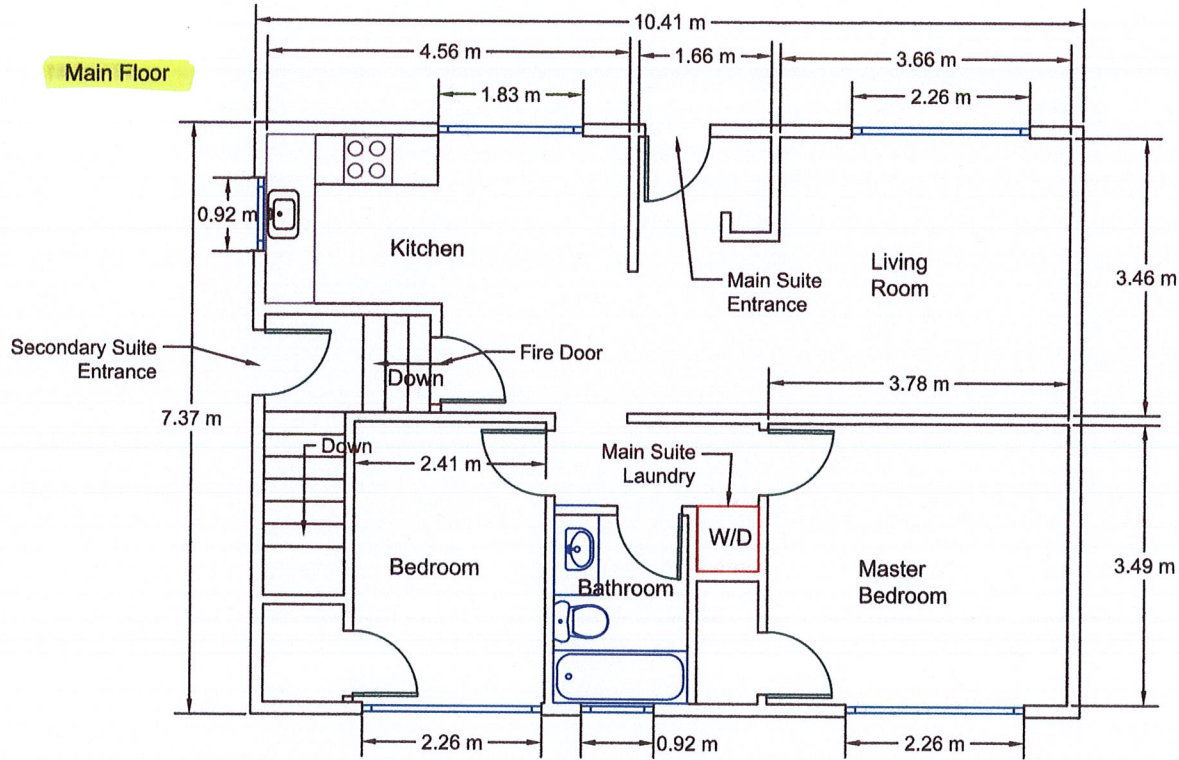 10.41 m
4.56 m
1.66 m
3.66 m
Main Floor
1.83 m
2.26 m
0.92 m
Kitchen
Living
Room
Main Suite
Entrance
3.46 m
Secondary Suite
Entrance
Fire Door
Down
3.78 m
7.37 m
Down
2.41 m
Main Suite
Laundry
W/D
Bedroom
Bathroom
Master
Bedroom
3.49 m
2.26 m
0.92 m
2.26 m